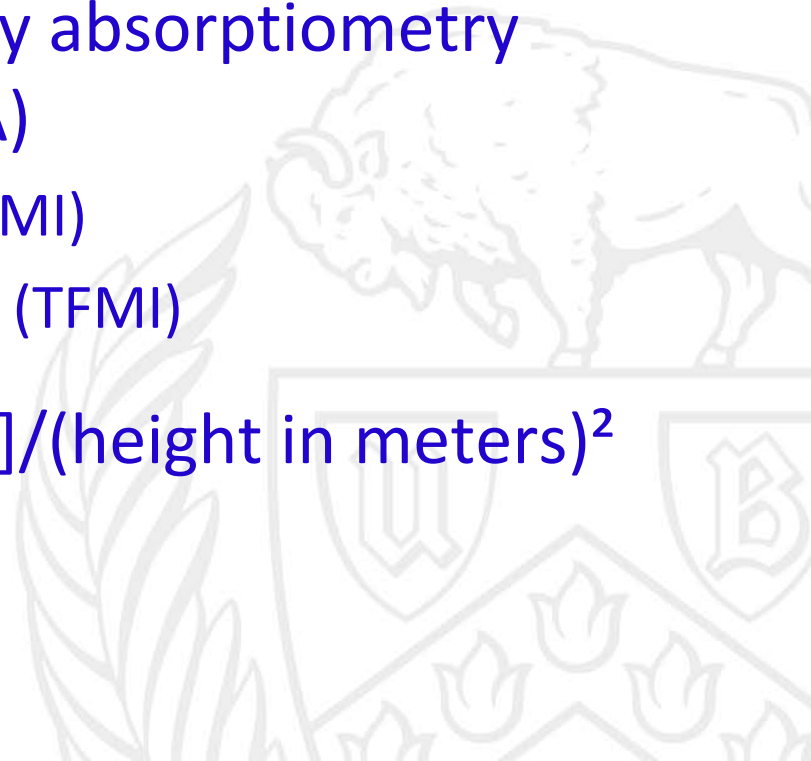 y absorptiometry
)
MI)
(TFMI)
]/(height in meters)²
U B